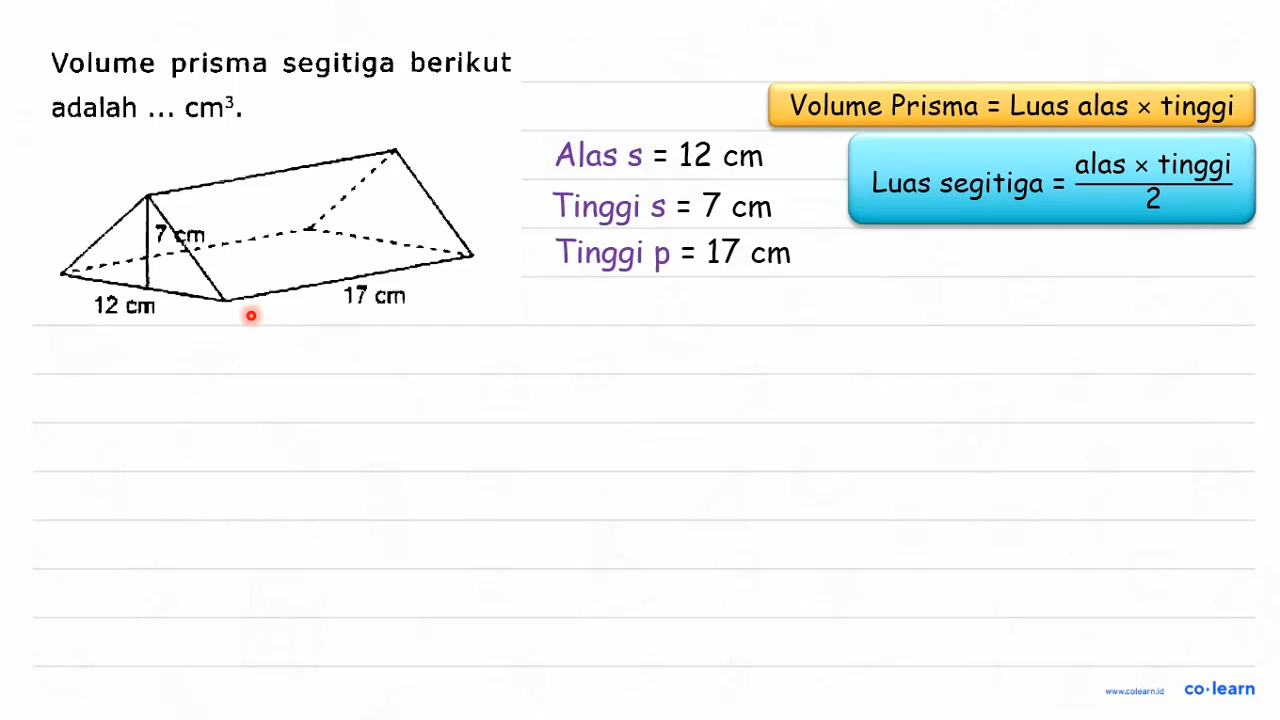 Volume prisma segitiga berikut
adalah ... cm³.
7 cm
12 cm
17 cm
Alas s = 12 cm
Tinggi s = 7 cm
Tinggi p = 17 cm
Volume Prisma = Luas alas × tinggi
Luas segitiga = alas × tinggi
2
www.colearn.id
co·learn